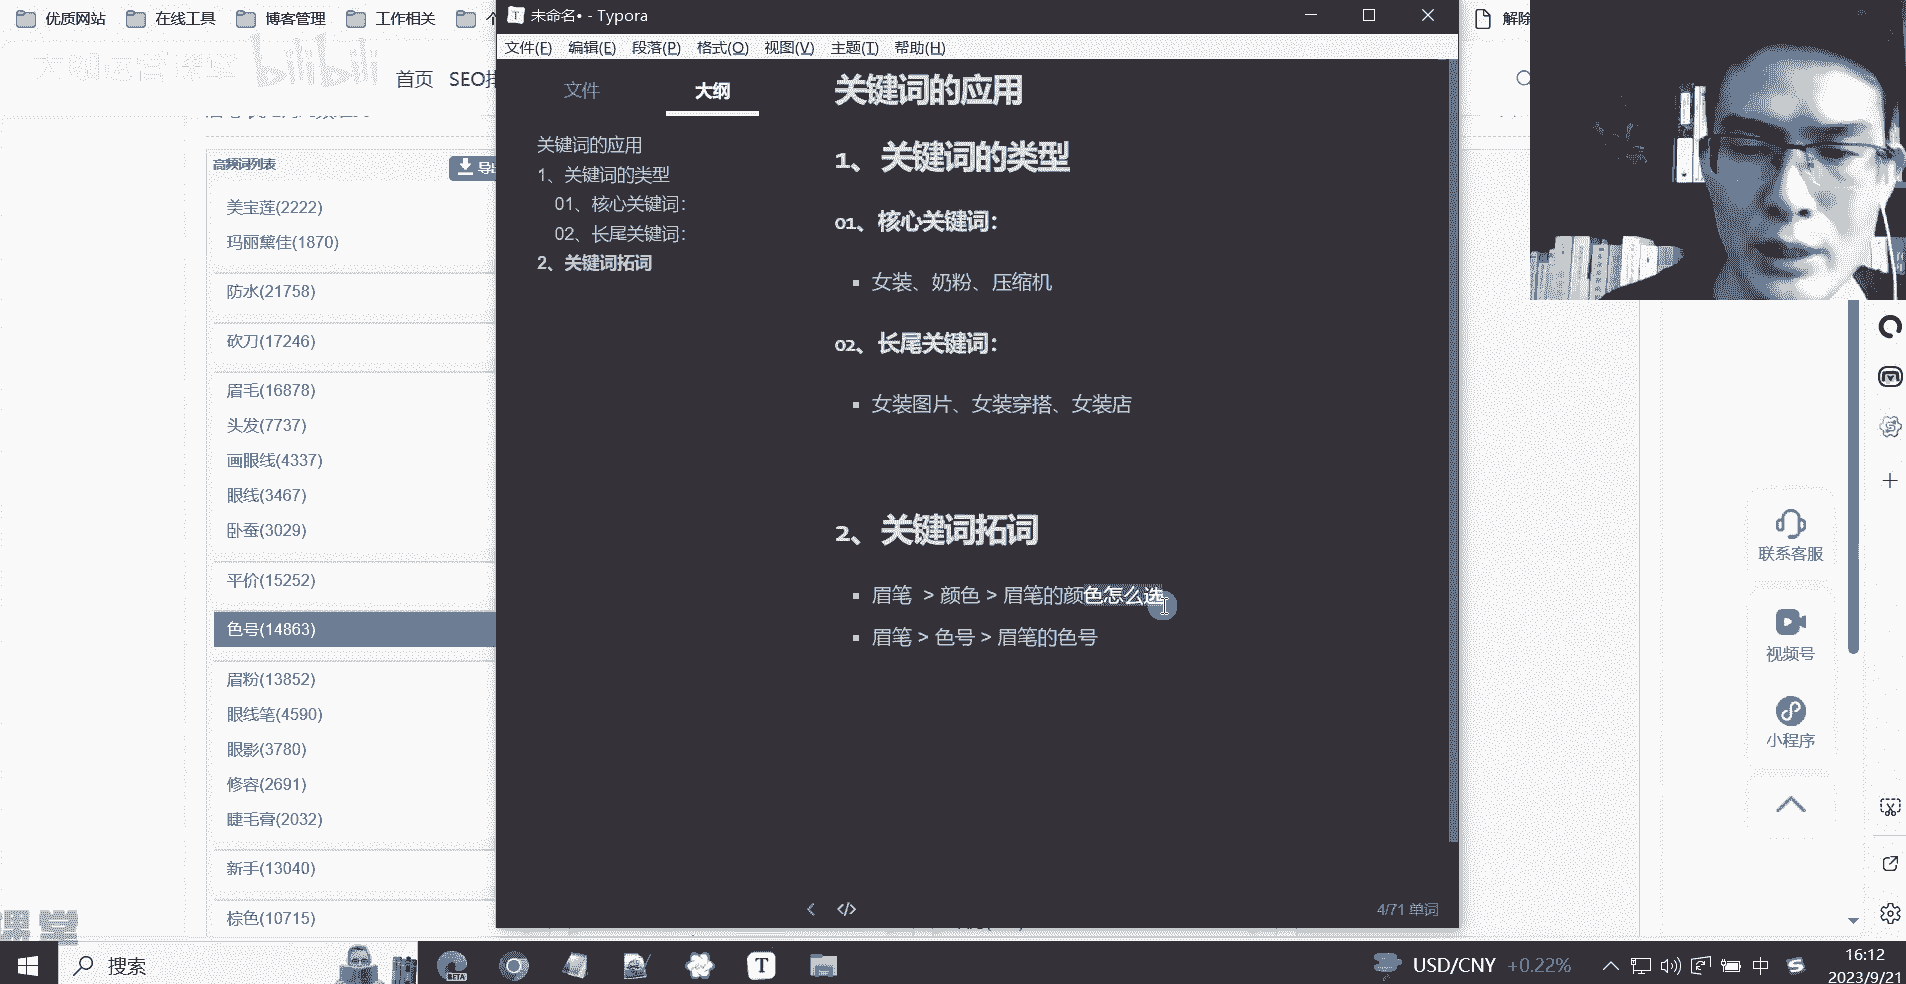 优质网站 在线工具 博客管理 工作相关
未命名• - Typora
解除
文件(F) 编辑(E) 段落(P) 格式(O) 视图(V) 主题(T) 帮助(H)
bilibili
首页 SEO排
文件 大纲
关键词的应用
1、关键词的类型
01、核心关键词：
02、长尾关键词：
2、关键词拓词
高频词列表
导出
美宝莲(2222)
玛丽黛佳(1870)
防水(21758)
砍刀(17246)
眉毛(16878)
头发(7737)
画眼线(4337)
眼线(3467)
卧蚕(3029)
平价(15252)
色号(14863)
眉粉(13852)
眼线笔(4590)
眼影(3780)
修容(2691)
睫毛膏(2032)
新手(13040)
棕色(10715)
关键词的应用
1、 关键词的类型
01、核心关键词：
女装、奶粉、压缩机
02、长尾关键词：
女装图片、女装穿搭、女装店
2、 关键词拓词
眉笔 > 颜色 > 眉笔的颜色怎么选
眉笔 > 色号 > 眉笔的色号
4/71 单词
联系客服
视频号
小程序
课堂
搜索
BETA
USD/CNY +0.22%
中
16:12
2023/9/21